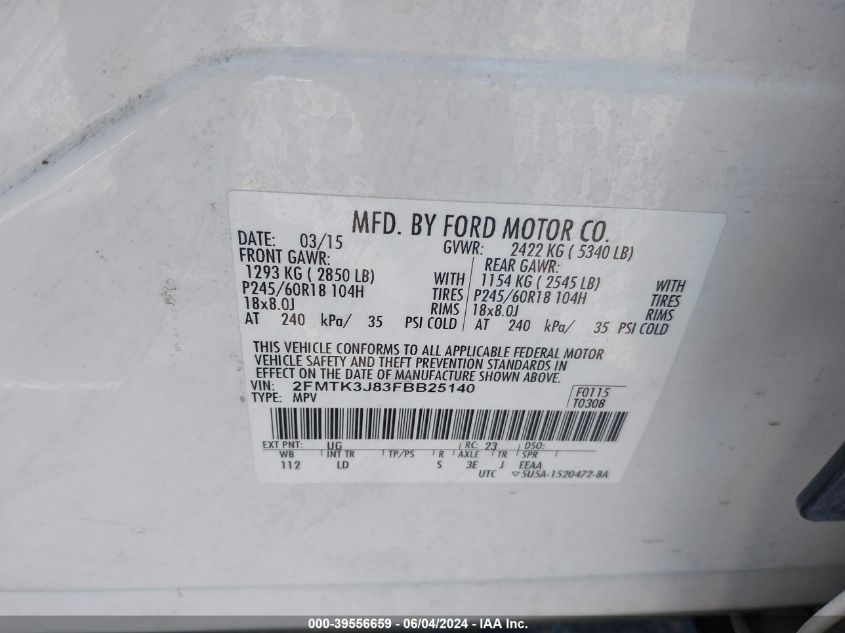 MFD. BY FORD MOTOR CO.
DATE: 03/15 GVWR: 2422 KG ( 5340 LB)
FRONT GAWR: REAR GAWR:
1293 KG ( 2850 LB) WITH 1154 KG ( 2545 LB) WITH
P245/60R18 104H TIRES P245/60R18 104H TIRES
18x8.0J RIMS 18x8.0J RIMS
AT 240 kPa/ 35 PSI COLD AT 240 kPa/ 35 PSI COLD
THIS VEHICLE CONFORMS TO ALL APPLICABLE FEDERAL MOTOR
VEHICLE SAFETY AND THEFT PREVENTION STANDARDS IN
EFFECT ON THE DATE OF MANUFACTURE SHOWN ABOVE.
VIN: 2FMTK3J83FBB25140 F0115
TYPE: MPV T0308
EXT PNT: UG RC: 23 DSO:
WB INT TR TP/PS R AXLE TR SPR
112 LD S 3E J EEAA
UTC 5U5A-1520472-BA
000-39556659 - 06/04/2024 - IAA Inc.